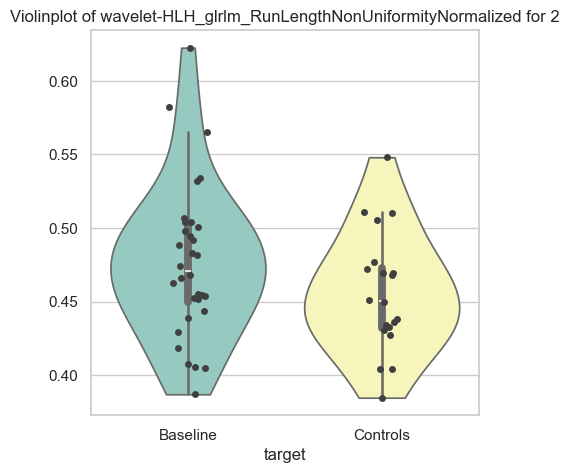 Violinplot of wavelet-HLH_glrlm_RunLengthNonUniformityNormalized for 2
0.60
0.55
0.50
0.45
0.40
Baseline Controls
target